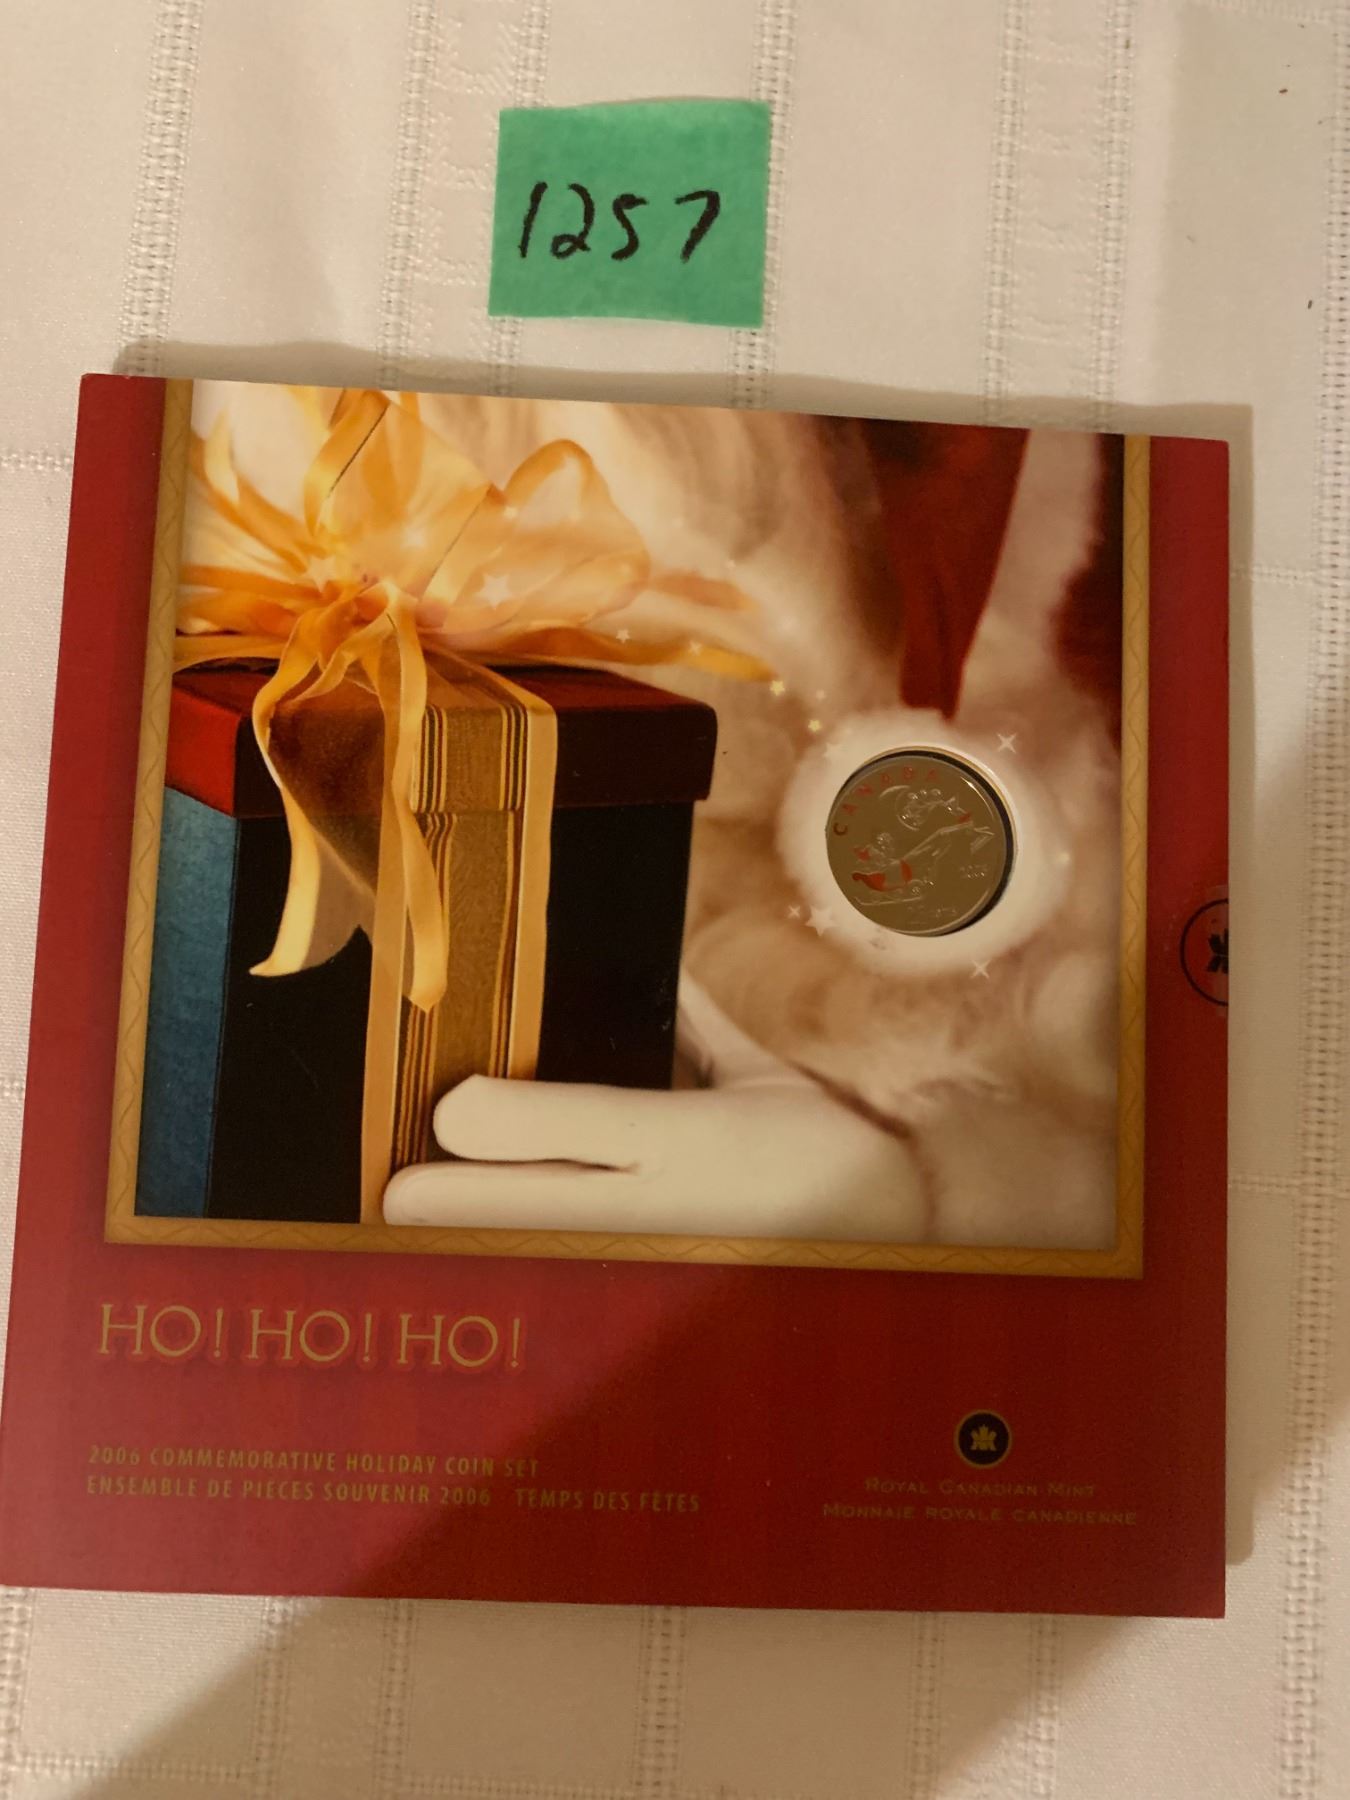 1257
CANADA
2006
HO! HO! HO!
2006 COMMEMORATIVE HOLIDAY COIN SET
ENSEMBLE DE PIÈCES SOUVENIR 2006 TEMPS DES FÊTES
ROYAL CANADIAN MINT
MONNAIE ROYALE CANADIENNE